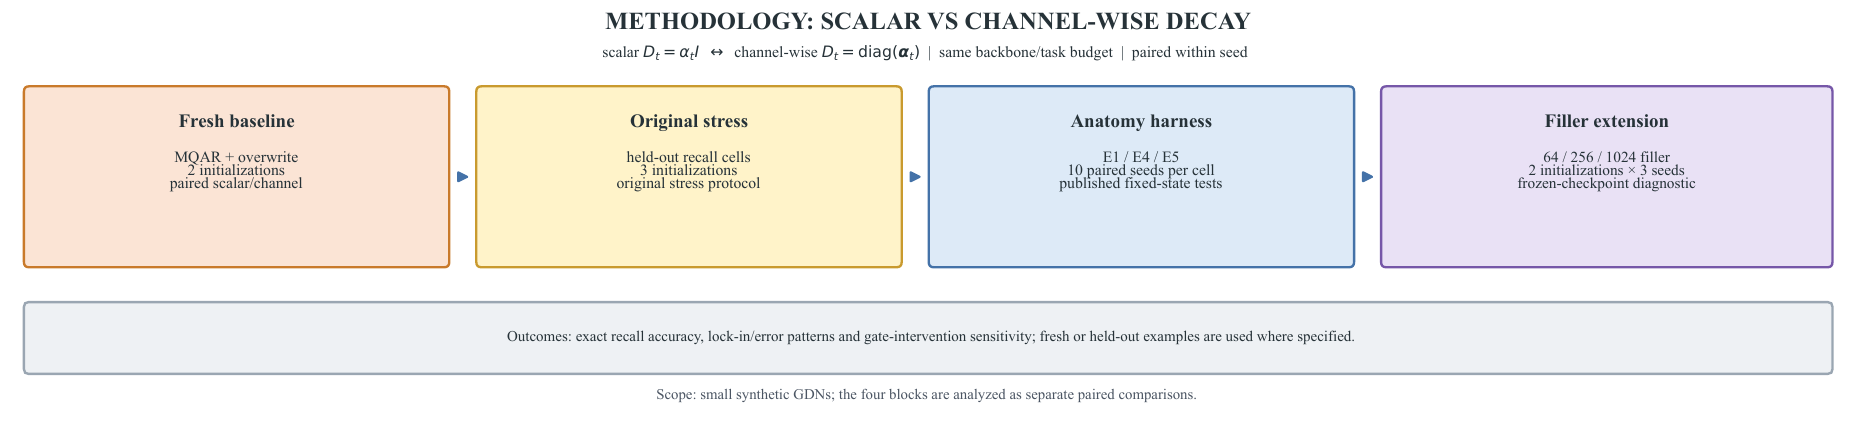 METHODOLOGY: SCALAR VS CHANNEL-WISE DECAY
scalar Dₜ = αₜI ↔ channel-wise Dₜ = diag(𝛂ₜ) | same backbone/task budget | paired within seed
Fresh baseline
MQAR + overwrite
2 initializations
paired scalar/channel
Original stress
held-out recall cells
3 initializations
original stress protocol
Anatomy harness
E1 / E4 / E5
10 paired seeds per cell
published fixed-state tests
Filler extension
64 / 256 / 1024 filler
2 initializations × 3 seeds
frozen-checkpoint diagnostic
Outcomes: exact recall accuracy, lock-in/error patterns and gate-intervention sensitivity; fresh or held-out examples are used where specified.
Scope: small synthetic GDNs; the four blocks are analyzed as separate paired comparisons.